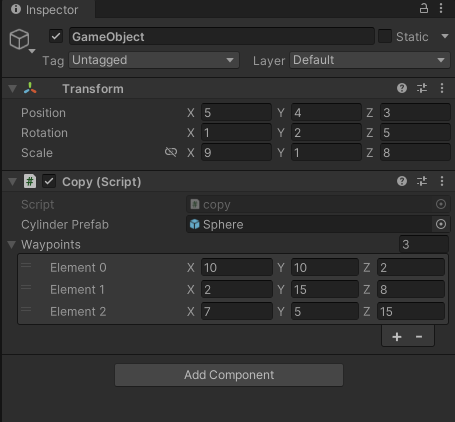 Inspector
GameObject Static
Tag Untagged Layer Default
Transform
Position X 5 Y 4 Z 3
Rotation X 1 Y 2 Z 5
Scale X 9 Y 1 Z 8
# Copy (Script)
Script # copy
Cylinder Prefab Sphere
Waypoints 3
Element 0 X 10 Y 10 Z 2
Element 1 X 2 Y 15 Z 8
Element 2 X 7 Y 5 Z 15
+ -
Add Component